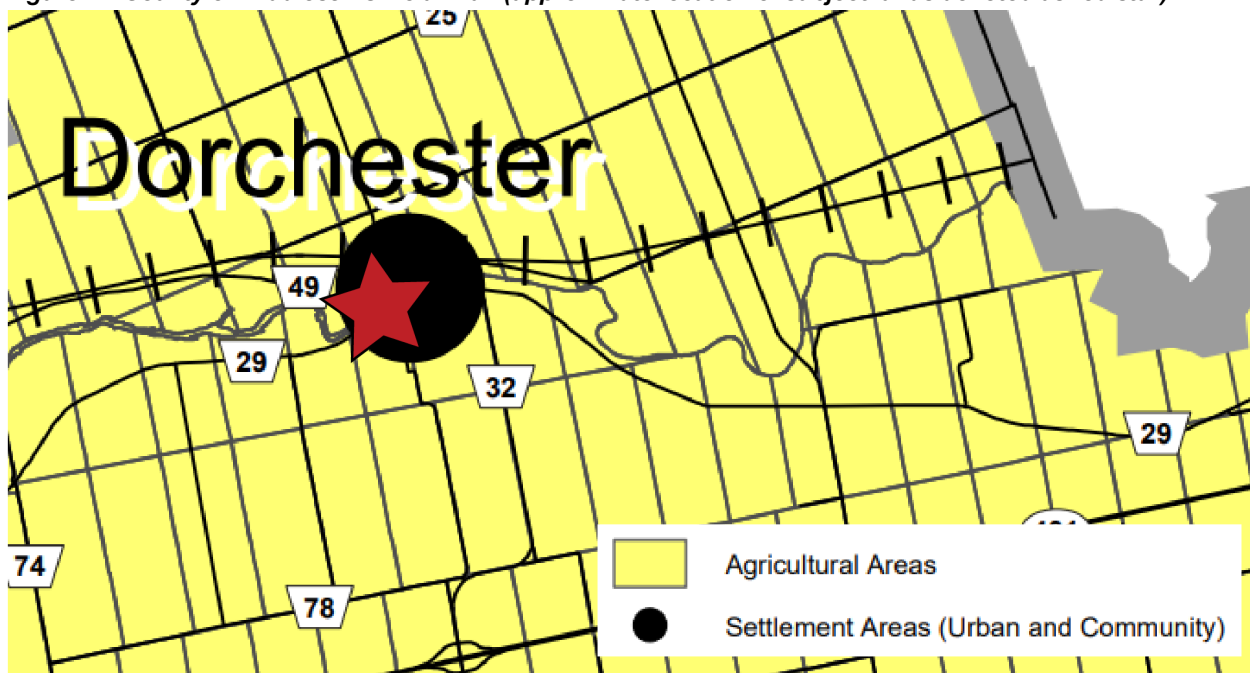 25
Dorchester
49
29
32
29
74
78
Agricultural Areas
Settlement Areas (Urban and Community)